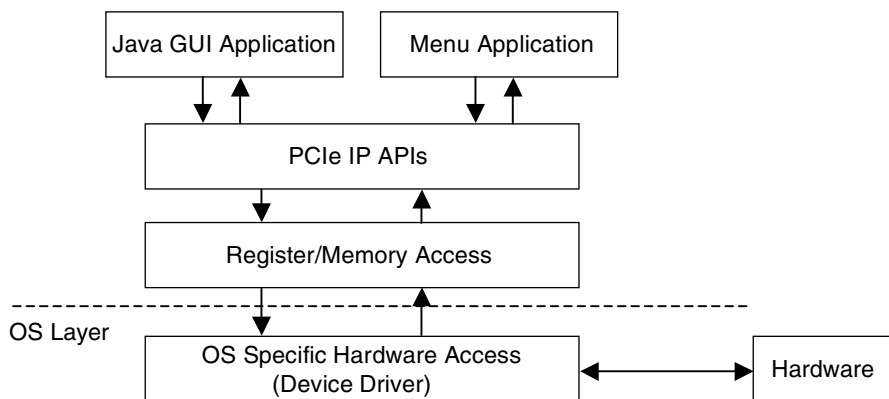 Java GUI Application
Menu Application
PCIe IP APIs
Register/Memory Access
OS Layer
OS Specific Hardware Access
(Device Driver)
Hardware